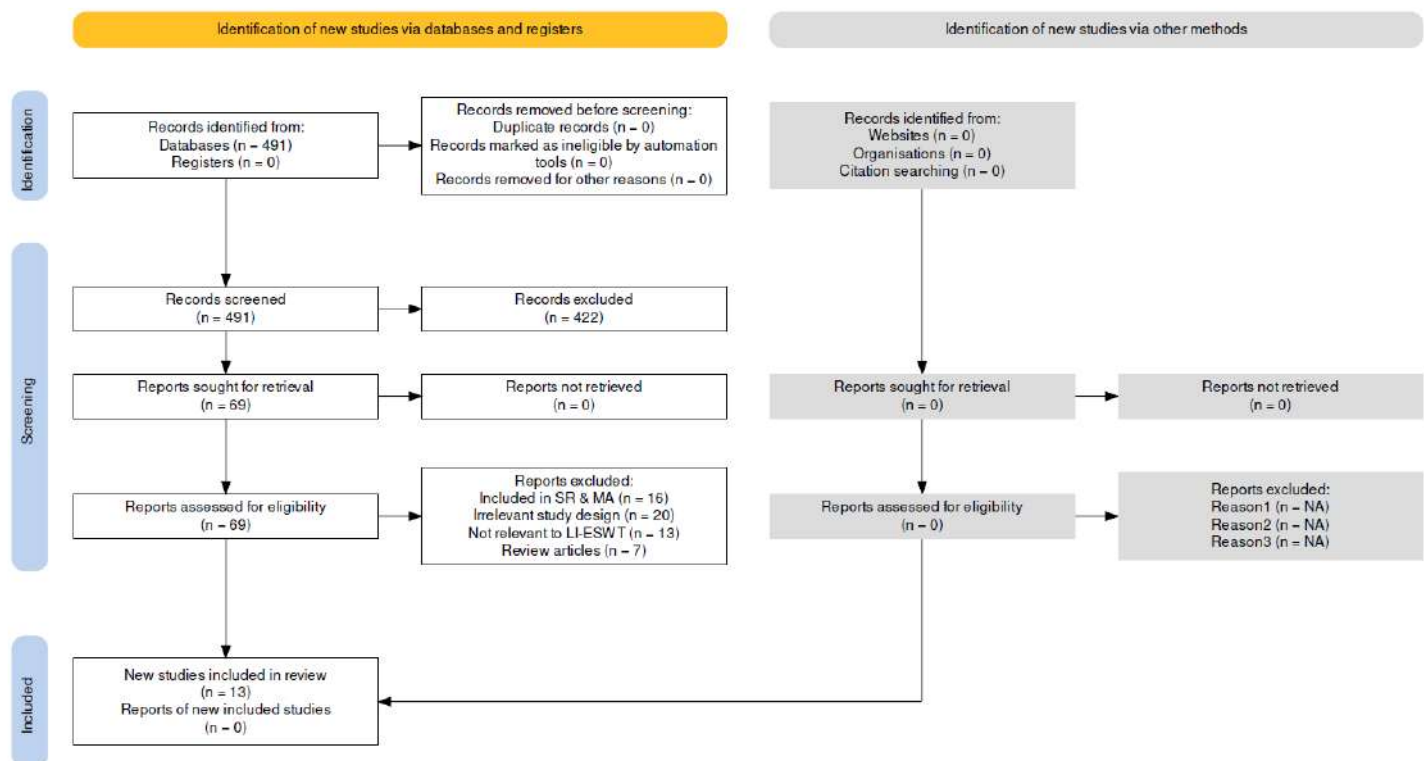 Identification of new studies via databases and registers
Identification of new studies via other methods
Identification
Records identified from:
Databases (n – 491)
Registers (n = 0)
Records removed before screening:
Duplicate records (n – 0)
Records marked as ineligible by automation
tools (n = 0)
Records removed for other reasons (n – 0)
Records identified from:
Websites (n = 0)
Organisations (n = 0)
Citation searching (n – 0)
Screening
Records screened
(n = 491)
Records excluded
(n = 422)
Reports sought for retrieval
(n = 69)
Reports not retrieved
(n = 0)
Reports sought for retrieval
(n = 0)
Reports not retrieved
(n = 0)
Reports assessed for eligibility
(n – 69)
Reports excluded:
Included in SR & MA (n = 16)
Irrelevant study design (n = 20)
Not relevant to LI-ESWT (n – 13)
Review articles (n – 7)
Reports assessed for eligibility
(n – 0)
Reports excluded:
Reason1 (n – NA)
Reason2 (n – NA)
Reason3 (n = NA)
Included
New studies included in review
(n = 13)
Reports of new included studies
(n – 0)